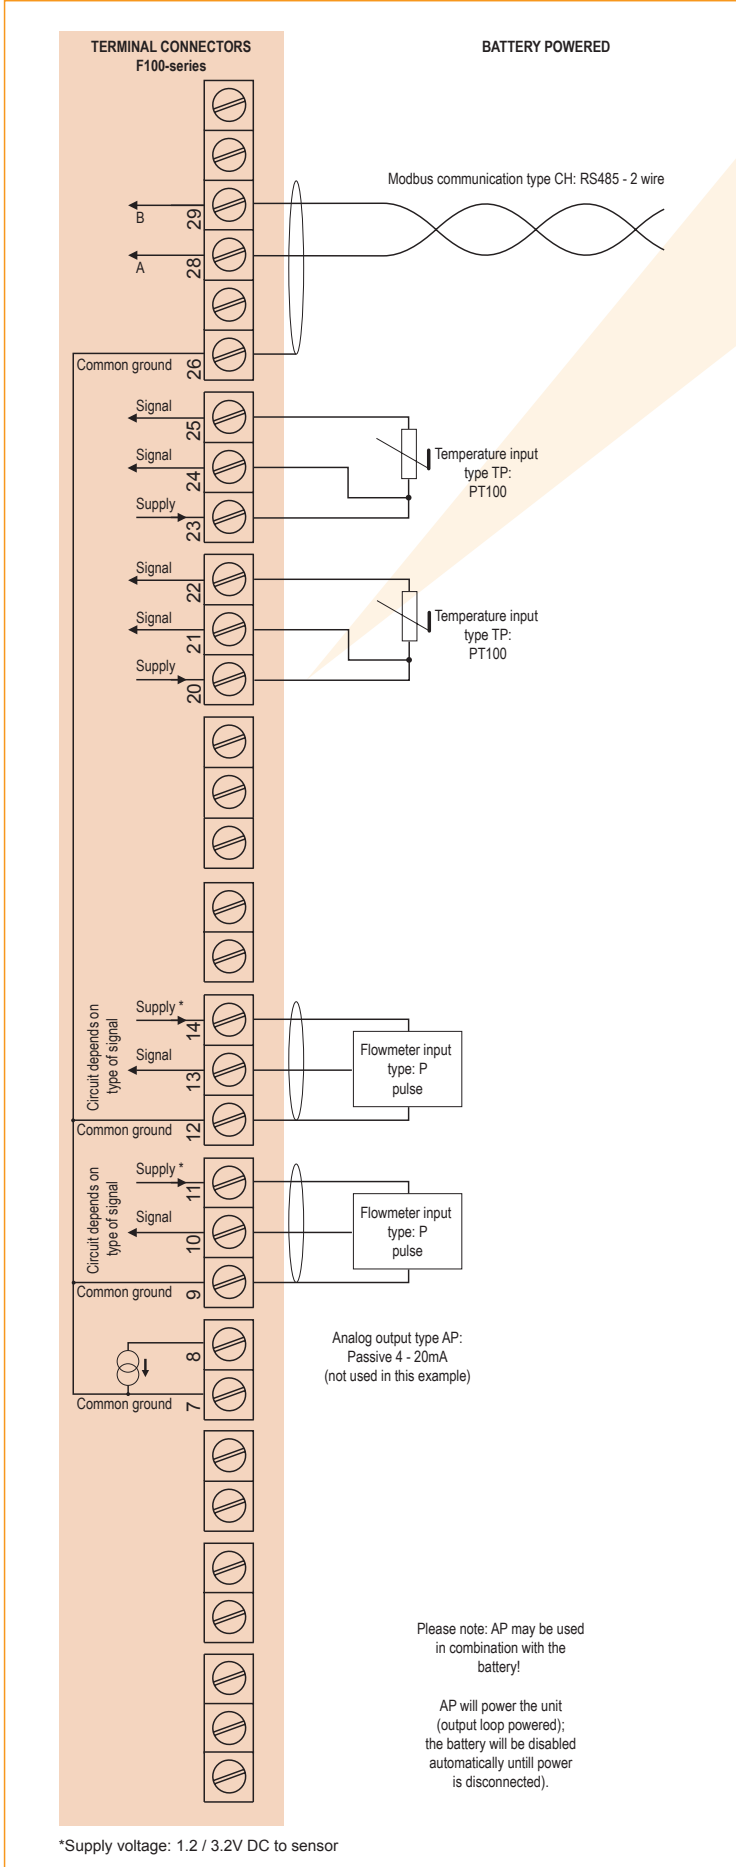 TERMINAL CONNECTORS
F100-series
BATTERY POWERED
Modbus communication type CH: RS485 - 2 wire
B
29
A
28
Common ground
26
Signal
25
Signal
24
Supply
23
Temperature input
type TP:
PT100
Signal
22
Signal
21
Supply
20
Temperature input
type TP:
PT100
Circuit depends on
type of signal
Supply *
14
Signal
13
Common ground
12
Flowmeter input
type: P
pulse
Circuit depends on
type of signal
Supply *
11
Signal
10
Common ground
9
Flowmeter input
type: P
pulse
8
Common ground
7
Analog output type AP:
Passive 4 - 20mA
(not used in this example)
Please note: AP may be used
in combination with the
battery!
AP will power the unit
(output loop powered);
the battery will be disabled
automatically untill power
is disconnected).
*Supply voltage: 1.2 / 3.2V DC to sensor